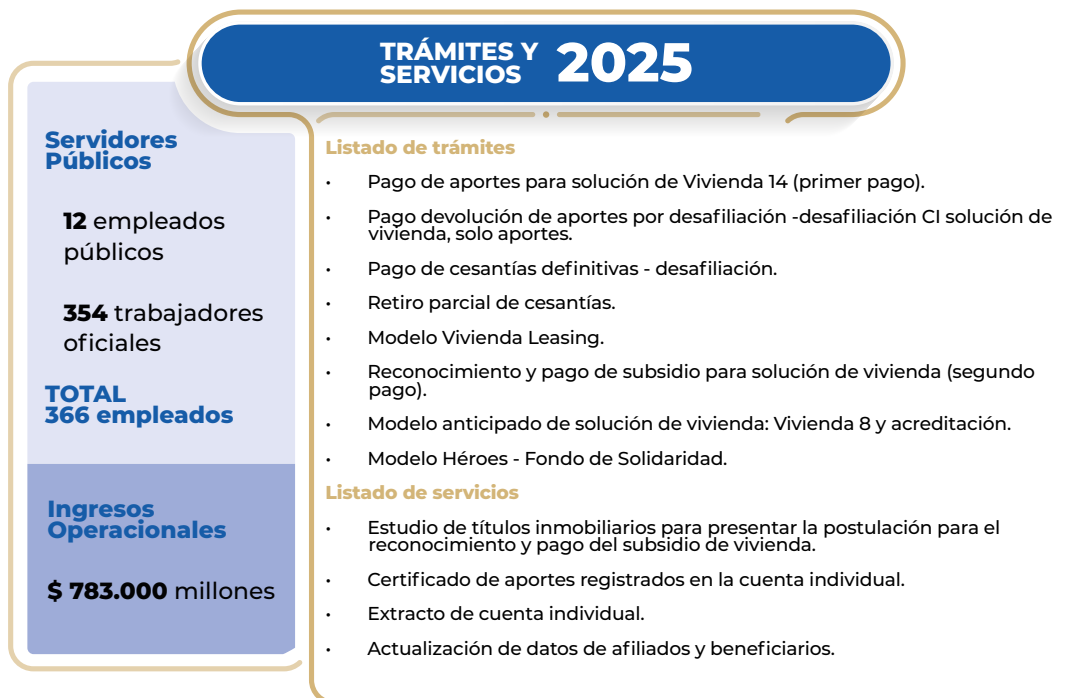 TRÁMITES Y
SERVICIOS 2025
Servidores
Públicos
12 empleados
públicos
354 trabajadores
oficiales
TOTAL
366 empleados
Ingresos
Operacionales
$ 783.000 millones
Listado de trámites
• Pago de aportes para solución de Vivienda 14 (primer pago).
• Pago devolución de aportes por desafiliación -desafiliación CI solución de
vivienda, solo aportes.
• Pago de cesantías definitivas - desafiliación.
• Retiro parcial de cesantías.
• Modelo Vivienda Leasing.
• Reconocimiento y pago de subsidio para solución de vivienda (segundo
pago).
• Modelo anticipado de solución de vivienda: Vivienda 8 y acreditación.
• Modelo Héroes - Fondo de Solidaridad.
Listado de servicios
• Estudio de títulos inmobiliarios para presentar la postulación para el
reconocimiento y pago del subsidio de vivienda.
• Certificado de aportes registrados en la cuenta individual.
• Extracto de cuenta individual.
• Actualización de datos de afiliados y beneficiarios.